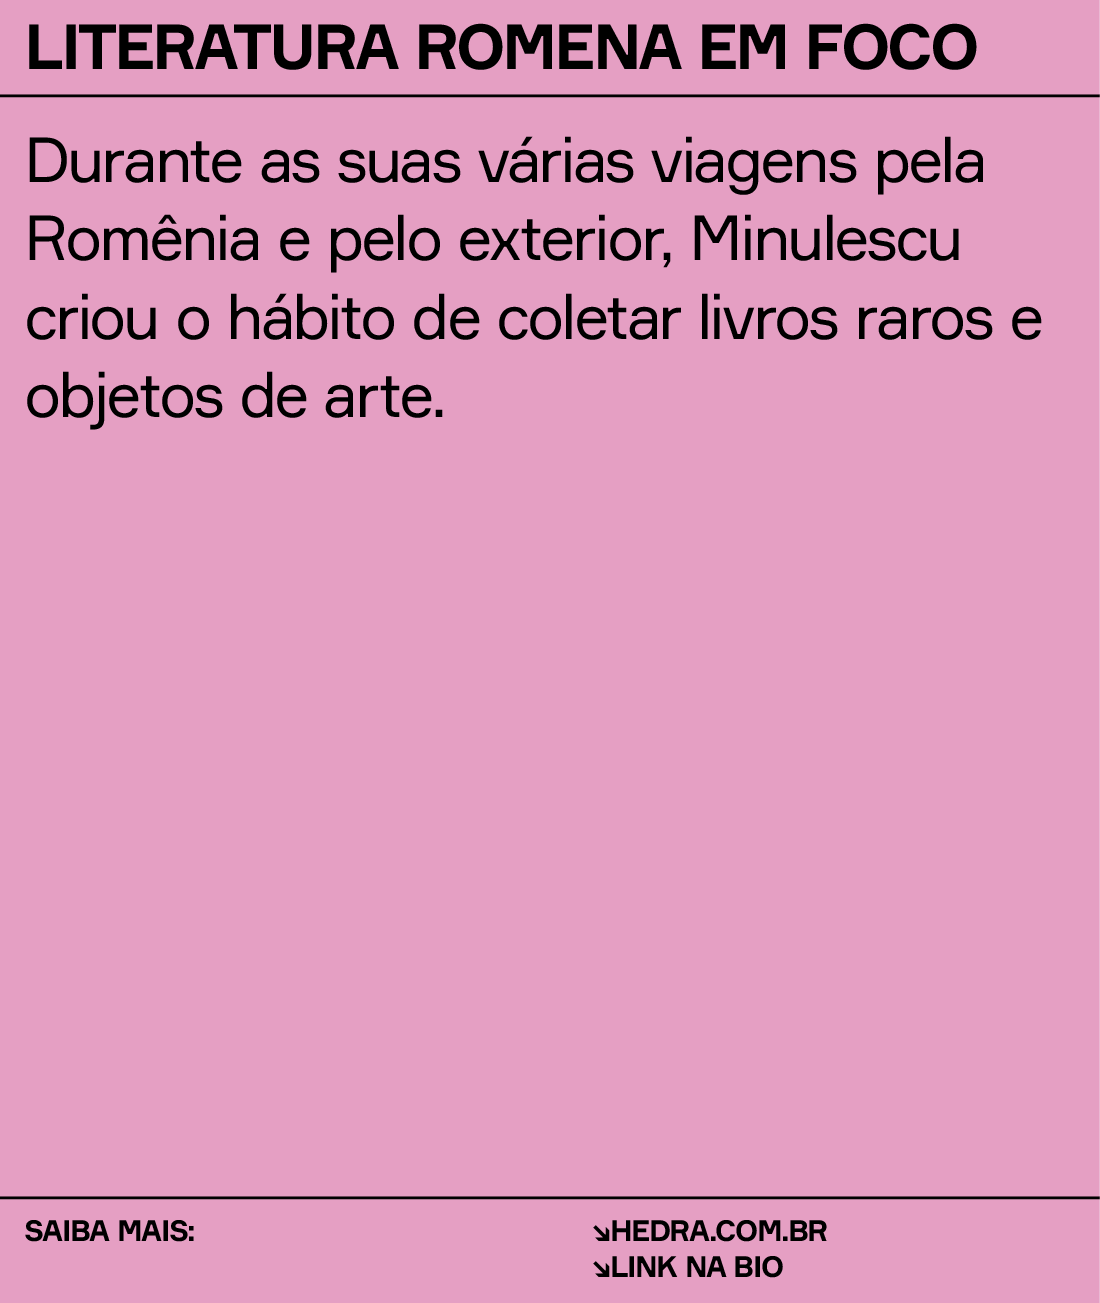 LITERATURA ROMENA EM FOCO
Durante as suas várias viagens pela
Romênia e pelo exterior, Minulescu
criou o hábito de coletar livros raros e
objetos de arte.
SAIBA MAIS:
↘HEDRA.COM.BR
↘LINK NA BIO